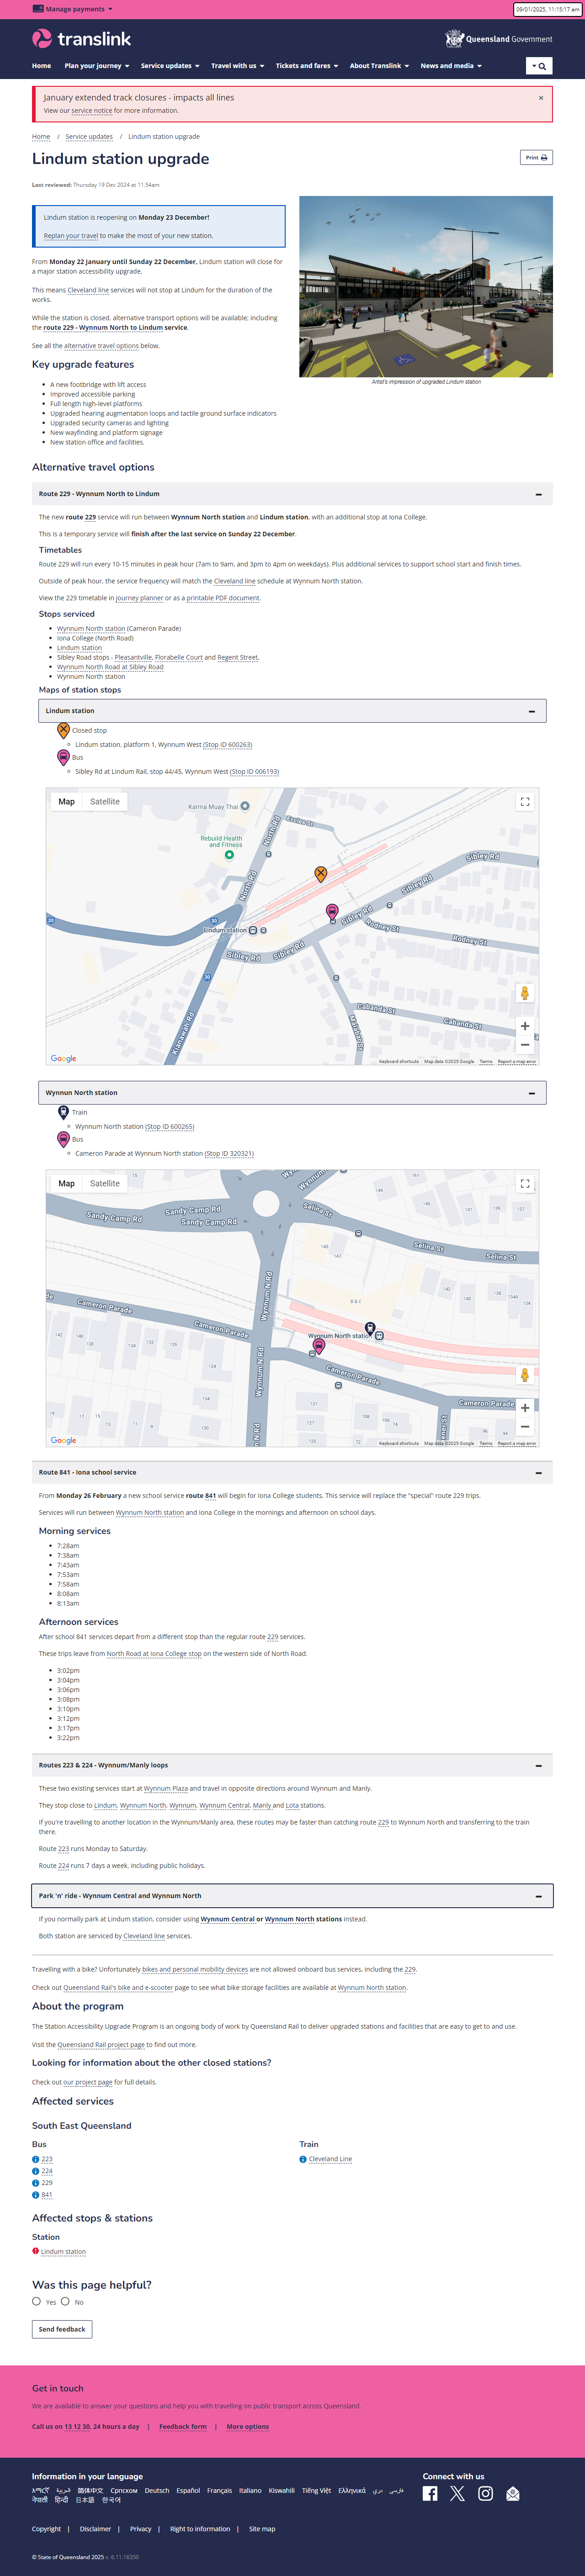 Manage payments
09/01/2025, 11:15:17 am
translink
Queensland Government
Home
Plan your journey
Service updates
Travel with us
Tickets and fares
About Translink
News and media
January extended track closures - impacts all lines
×
View our service notice for more information.
Home / Service updates / Lindum station upgrade
Lindum station upgrade
Print
Last reviewed: Thursday 19 Dec 2024 at 11.54am
Lindum station is reopening on Monday 23 December!
Replan your travel to make the most of your new station.
From Monday 22 January until Sunday 22 December, Lindum station will close for
a major station accessibility upgrade.
This means Cleveland line services will not stop at Lindum for the duration of the
works.
While the station is closed, alternative transport options will be available; including
the route 229 - Wynnum North to Lindum service.
See all the alternative travel options below.
Artist's impression of upgraded Lindum station
Key upgrade features
A new footbridge with lift access
Improved accessible parking
Full length high-level platforms
Upgraded hearing augmentation loops and tactile ground surface indicators
Upgraded security cameras and lighting
New wayfinding and platform signage
New station office and facilities.
Alternative travel options
Route 229 - Wynnum North to Lindum
The new route 229 service will run between Wynnum North station and Lindum station, with an additional stop at Iona College.
This is a temporary service will finish after the last service on Sunday 22 December.
Timetables
Route 229 will run every 10-15 minutes in peak hour (7am to 9am, and 3pm to 4pm on weekdays). Plus additional services to support school start and finish times.
Outside of peak hour, the service frequency will match the Cleveland line schedule at Wynnum North station.
View the 229 timetable in journey planner or as a printable PDF document.
Stops serviced
Wynnum North station (Cameron Parade)
Iona College (North Road)
Lindum station
Sibley Road stops - Pleasantville, Florabelle Court and Regent Street.
Wynnum North Road at Sibley Road
Wynnum North station
Maps of station stops
Lindum station
Closed stop
Lindum station, platform 1, Wynnum West (Stop ID 600263)
Bus
Sibley Rd at Lindum Rail, stop 44/45, Wynnum West (Stop ID 006193)
Map
Satellite
Karma Muay Thai
Rebuild Health
and Fitness
Eccles St
North Rd
North Rd
Sibley Rd
Sibley Rd
Sibley Rd
Rodney St
Rodney St
Lindum station
30
30
30
Sibley Rd
Sibley Rd
Kianawah Rd
Malabar St
Cabanda St
Cabanda St
Google
Keyboard shortcuts
Map data ©2025 Google
Terms
Report a map error
Wynnun North station
Train
Wynnum North station (Stop ID 600265)
Bus
Cameron Parade at Wynnum North station (Stop ID 320321)
Map
Satellite
Sandy Camp Rd
Sandy Camp Rd
Sandy Camp Rd
Selina St
Selina St
Selina St
Cameron Parade
Cameron Parade
Wynnum N Rd
Wynnum N Rd
Wynnum North station
Cameron Parade
Cameron Parade
Google
Keyboard shortcuts
Map data ©2025 Google
Terms
Report a map error
Route 841 - Iona school service
From Monday 26 February a new school service route 841 will begin for Iona College students. This service will replace the "special" route 229 trips.
Services will run between Wynnum North station and Iona College in the mornings and afternoon on school days.
Morning services
7:28am
7:38am
7:43am
7:53am
7:58am
8:08am
8:13am
Afternoon services
After school 841 services depart from a different stop than the regular route 229 services.
These trips leave from North Road at Iona College stop on the western side of North Road.
3:02pm
3:04pm
3:06pm
3:08pm
3:10pm
3:12pm
3:17pm
3:22pm
Routes 223 & 224 - Wynnum/Manly loops
These two existing services start at Wynnum Plaza and travel in opposite directions around Wynnum and Manly.
They stop close to Lindum, Wynnum North, Wynnum, Wynnum Central, Manly and Lota stations.
If you're travelling to another location in the Wynnum/Manly area, these routes may be faster than catching route 229 to Wynnum North and transferring to the train
there.
Route 223 runs Monday to Saturday.
Route 224 runs 7 days a week, including public holidays.
Park 'n' ride - Wynnum Central and Wynnum North
If you normally park at Lindum station, consider using Wynnum Central or Wynnum North stations instead.
Both station are serviced by Cleveland line services.
Travelling with a bike? Unfortunately bikes and personal mobility devices are not allowed onboard bus services, including the 229.
Check out Queensland Rail's bike and e-scooter page to see what bike storage facilities are available at Wynnum North station.
About the program
The Station Accessibility Upgrade Program is an ongoing body of work by Queensland Rail to deliver upgraded stations and facilities that are easy to get to and use.
Visit the Queensland Rail project page to find out more.
Looking for information about the other closed stations?
Check out our project page for full details.
Affected services
South East Queensland
Bus
223
224
229
841
Train
Cleveland Line
Affected stops & stations
Station
Lindum station
Was this page helpful?
Yes
No
Send feedback
Get in touch
We are available to answer your questions and help you with travelling on public transport across Queensland.
Call us on 13 12 30, 24 hours a day | Feedback form | More options
Information in your language
አማርኛ العربية 简体中文 Српском Deutsch Español Français Italiano Kiswahili Tiếng Việt Ελληνικά دری فارسی
नेपाली हिन्दी 日本語 한국어
Connect with us
Copyright | Disclaimer | Privacy | Right to information | Site map
© State of Queensland 2025 v. 6.11.16350